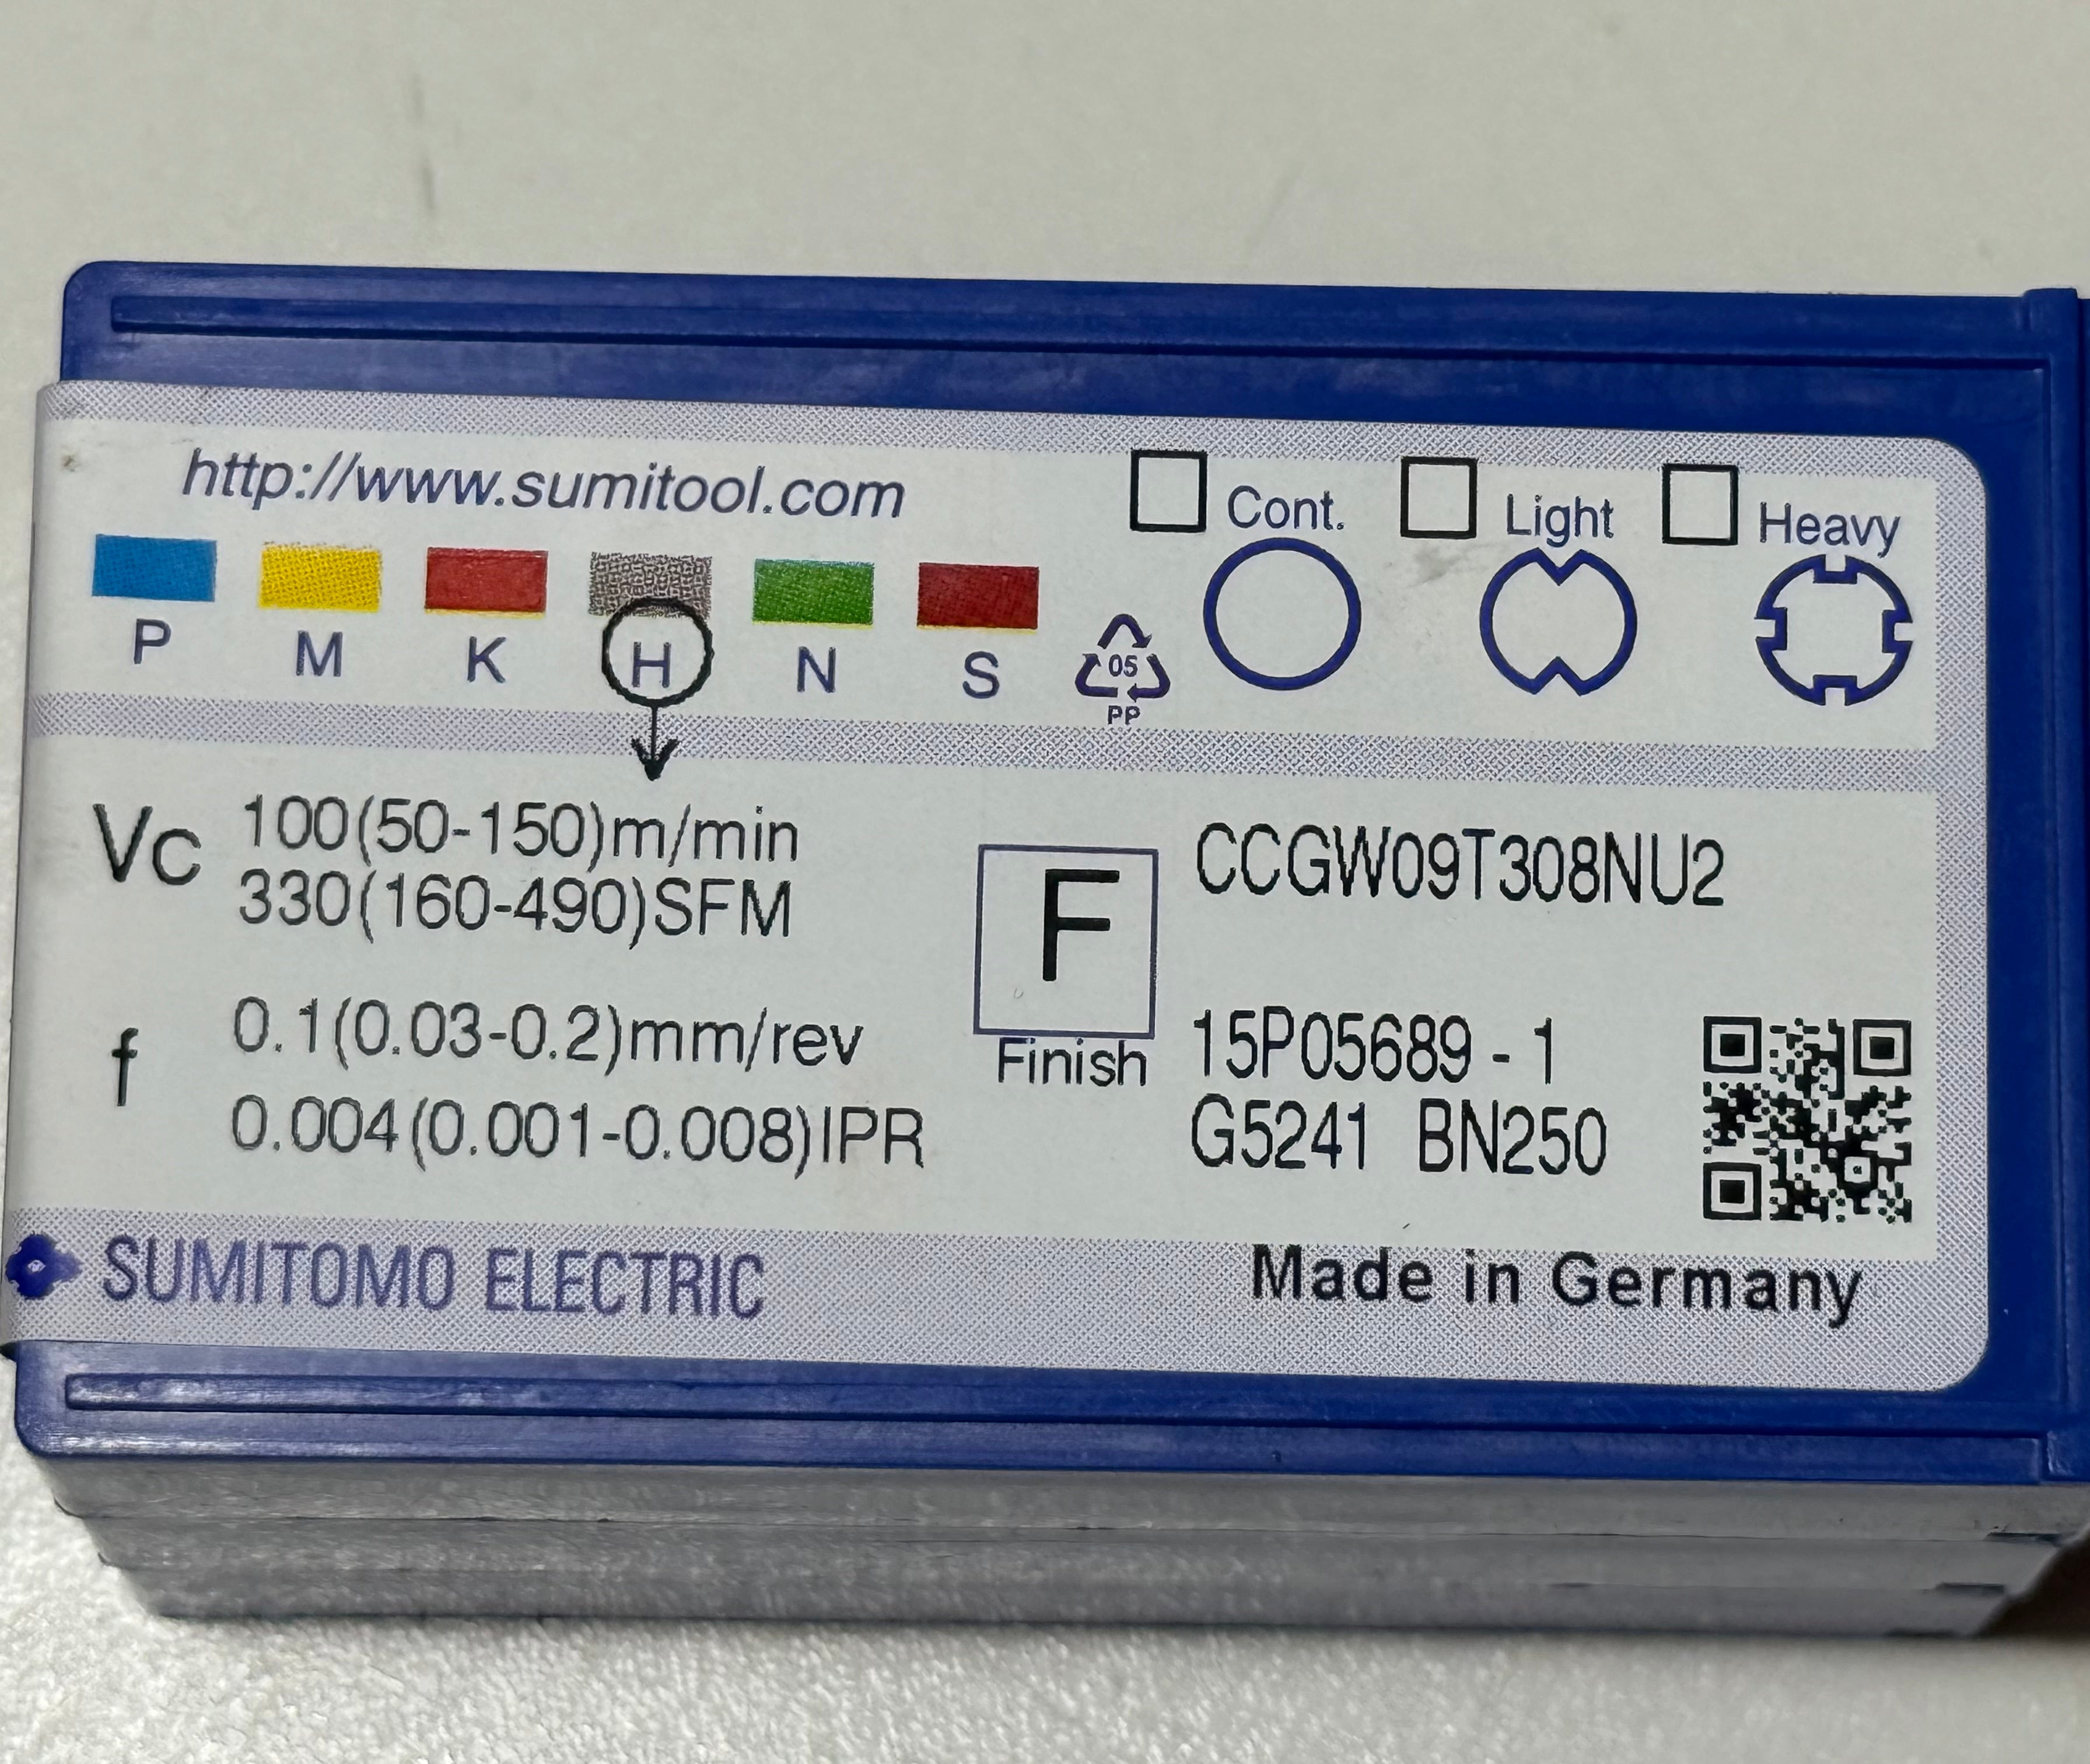 http://www.sumitool.com
Cont. Light Heavy
P M K H N S
05
PP
Vc 100(50-150)m/min
330(160-490)SFM
f 0.1(0.03-0.2)mm/rev
0.004(0.001-0.008)IPR
F
Finish
CCGW09T308NU2
15P05689 - 1
G5241 BN250
SUMITOMO ELECTRIC
Made in Germany